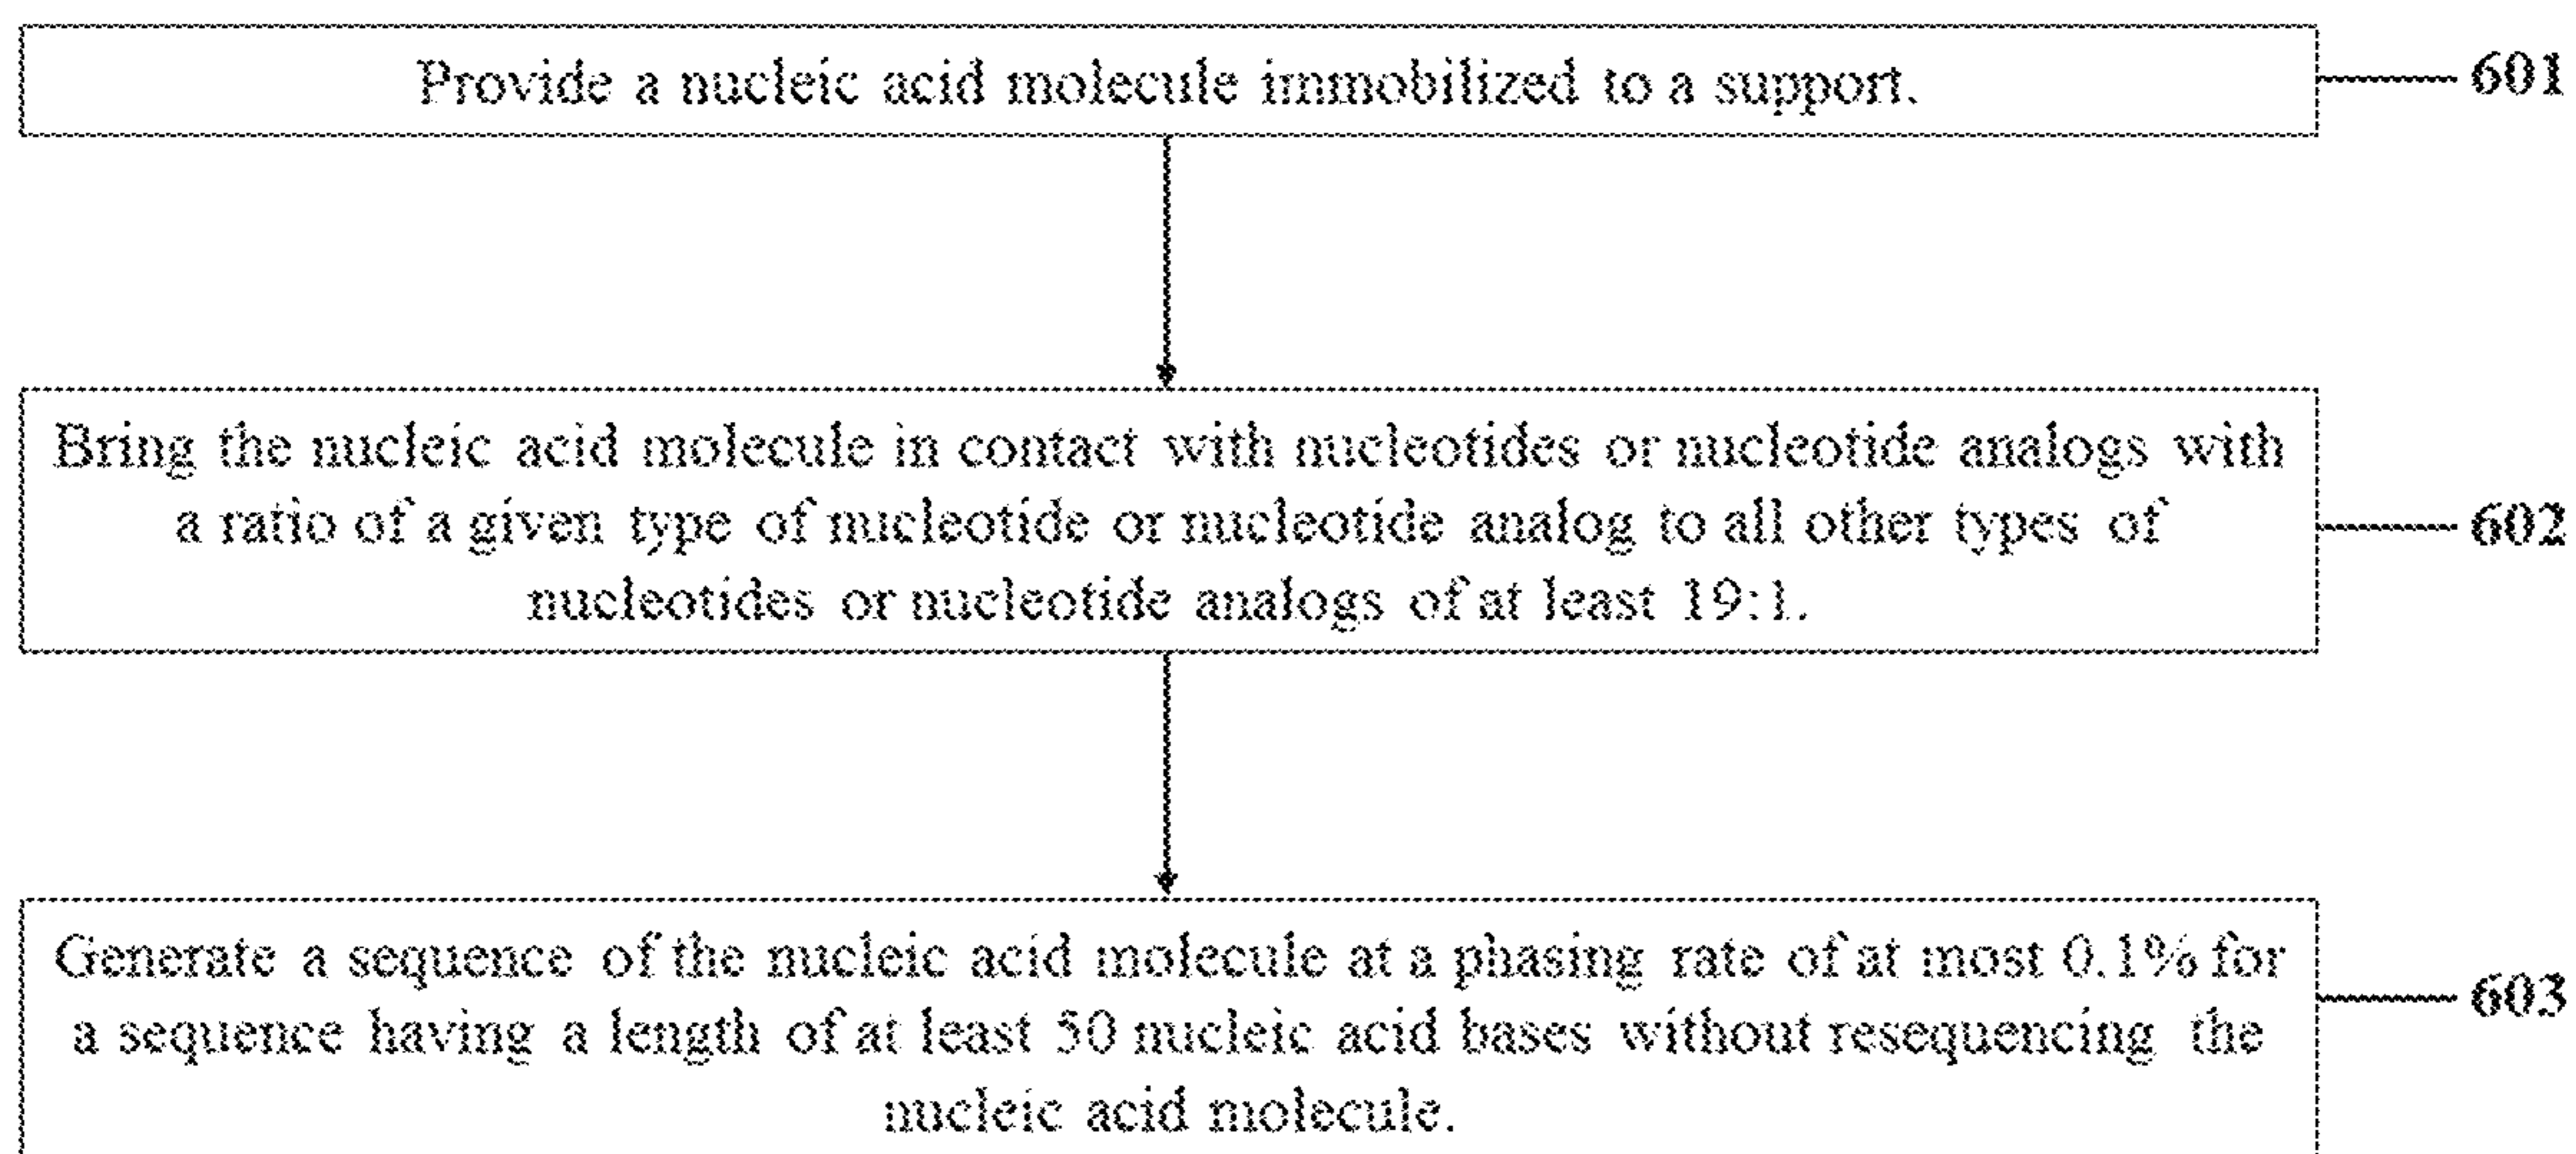 Provide a nucleic acid molecule immobilized to a support.
601
Bring the nucleic acid molecule in contact with nucleotides or nucleotide analogs with
a ratio of a given type of nucleotide or nucleotide analog to all other types of
nucleotides or nucleotide analogs of at least 19:1.
602
Generate a sequence of the nucleic acid molecule at a phasing rate of at most 0.1% for
a sequence having a length of at least 50 nucleic acid bases without resequencing the
nucleic acid molecule.
603